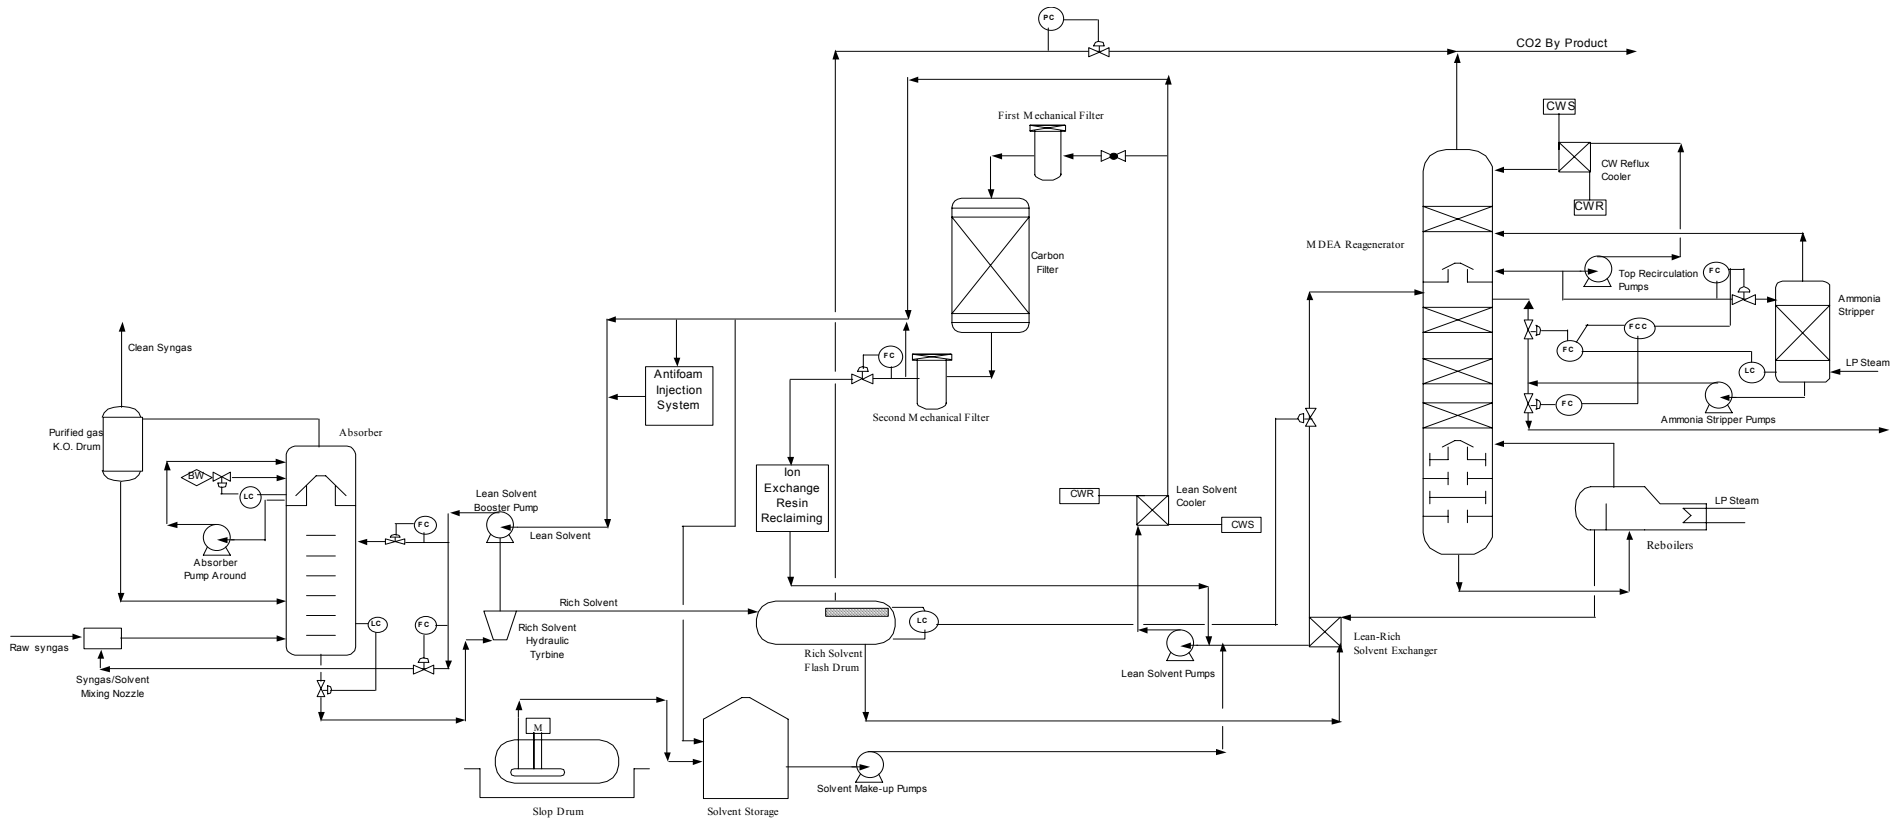 PC
CO2 By Product
First Mechanical Filter
CWS
CW Reflux
Cooler
CWR
MDEA Reagenerator
Carbon
Filter
Top Recirculation
Pumps
FC
Ammonia
Stripper
FCC
FC
LC
LP Steam
FC
Ammonia Stripper Pumps
Clean Syngas
FC
Second Mechanical Filter
Antifoam
Injection
System
Purified gas
K.O. Drum
Absorber
BW
LC
Absorber
Pump Around
FC
Lean Solvent
Booster Pump
Lean Solvent
Ion
Exchange
Resin
Reclaiming
CWR
Lean Solvent
Cooler
CWS
LP Steam
Reboilers
Raw syngas
Syngas/Solvent
Mixing Nozzle
LC
FC
Rich Solvent
Rich Solvent
Hydraulic
Tyrbine
LC
Rich Solvent
Flash Drum
Lean Solvent Pumps
Lean-Rich
Solvent Exchanger
M
Slop Drum
Solvent Storage
Solvent Make-up Pumps